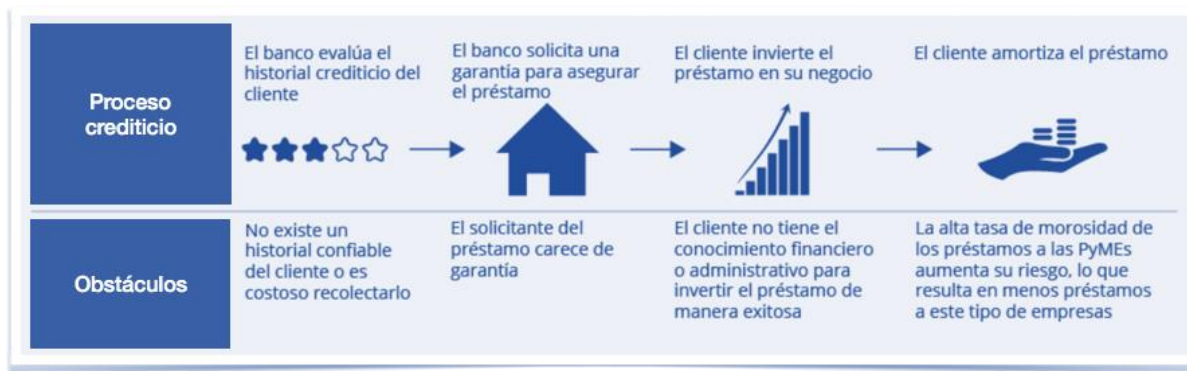 Proceso
crediticio
El banco evalúa el
historial crediticio del
cliente
El banco solicita una
garantía para asegurar
el préstamo
El cliente invierte el
préstamo en su negocio
El cliente amortiza el préstamo
Obstáculos
No existe un
historial confiable
del cliente o es
costoso recolectarlo
El solicitante del
préstamo carece de
garantía
El cliente no tiene el
conocimiento financiero
o administrativo para
invertir el préstamo de
manera exitosa
La alta tasa de morosidad de
los préstamos a las PyMEs
aumenta su riesgo, lo que
resulta en menos préstamos
a este tipo de empresas